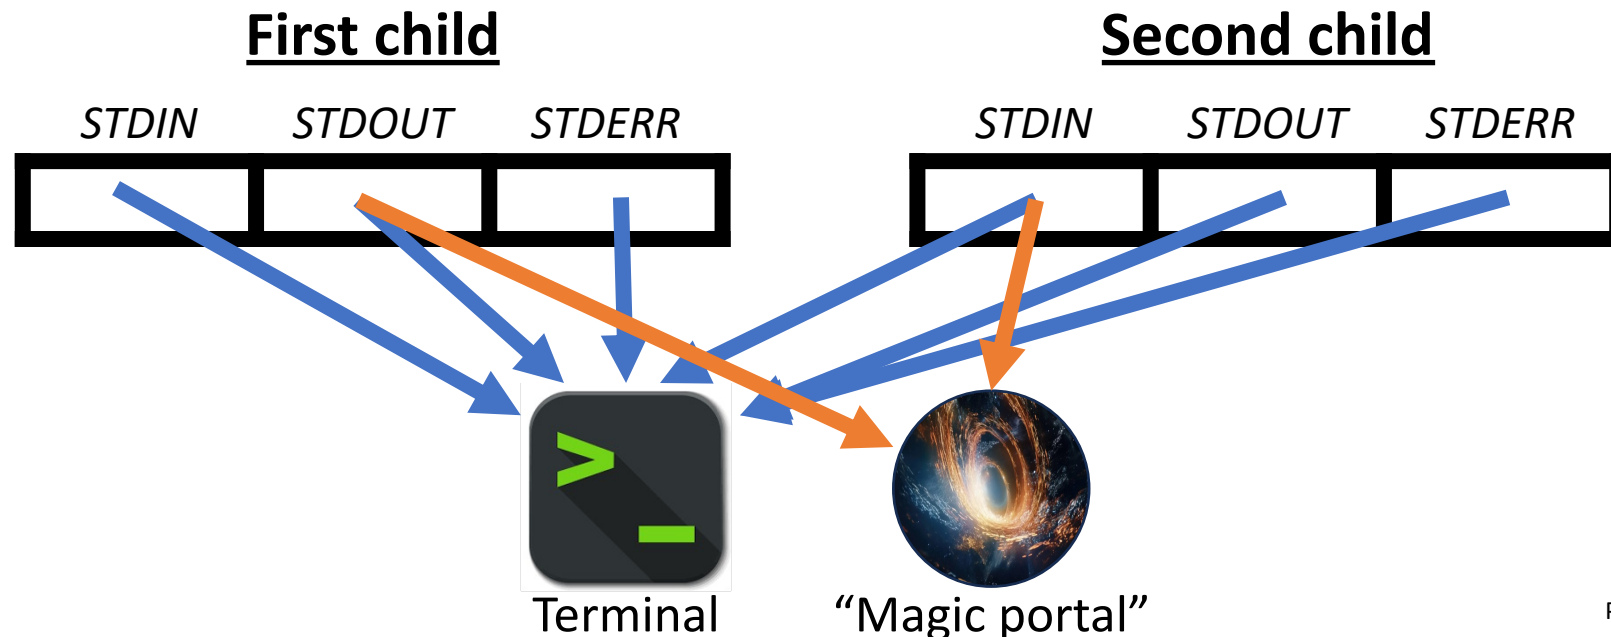 First child
Second child
STDIN STDOUT STDERR
STDIN STDOUT STDERR
>_
Terminal
“Magic portal”